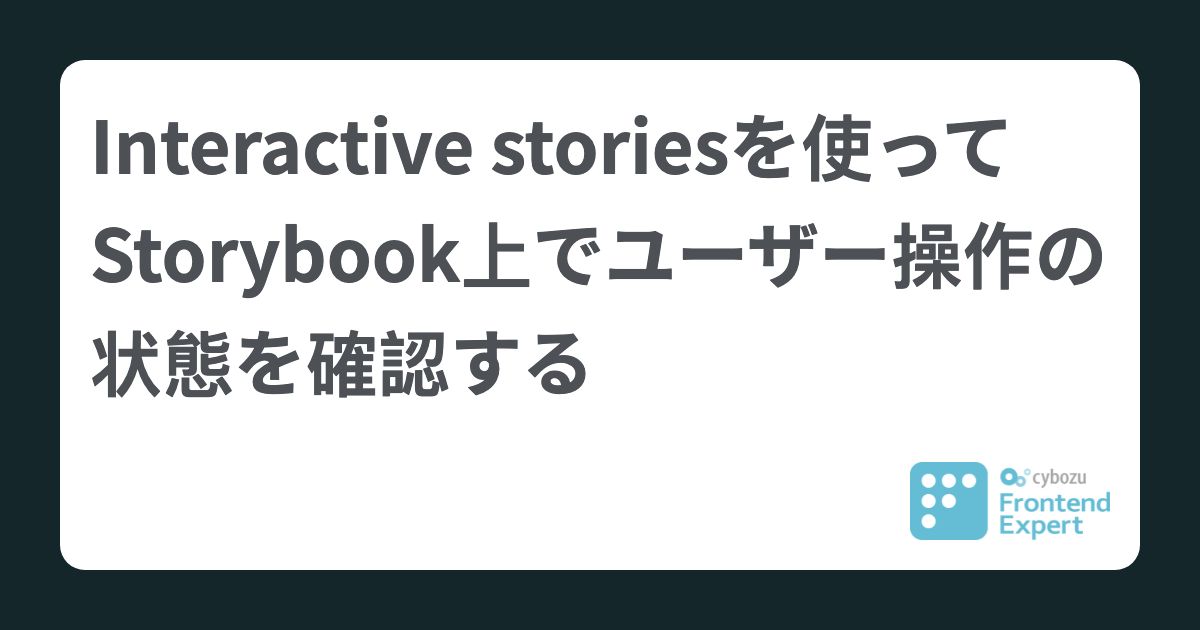 Interactive storiesを使って
Storybook上でユーザー操作の
状態を確認する
cybozu
Frontend
Expert